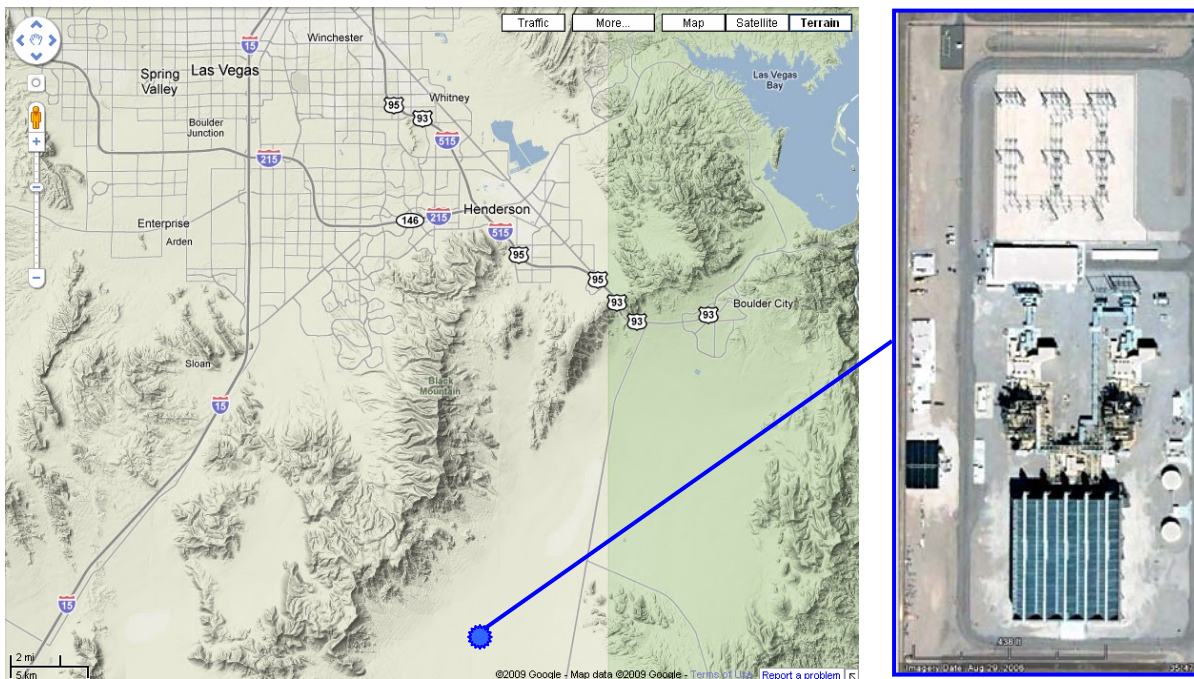 Traffic
More...
Map
Satellite
Terrain
15
Winchester
Las Vegas
Spring
Valley
95
Whitney
93
Las Vegas
Bay
Boulder
Junction
515
215
Henderson
146
215
515
Enterprise
Arden
95
95
93
93
93
Boulder City
Sloan
Black
Mountain
15
15
2 mi
5 km
©2009 Google - Map data ©2009 Google - Terms of Use
Report a problem
438 ft
Imagery Date: Aug 29, 2006
35:47